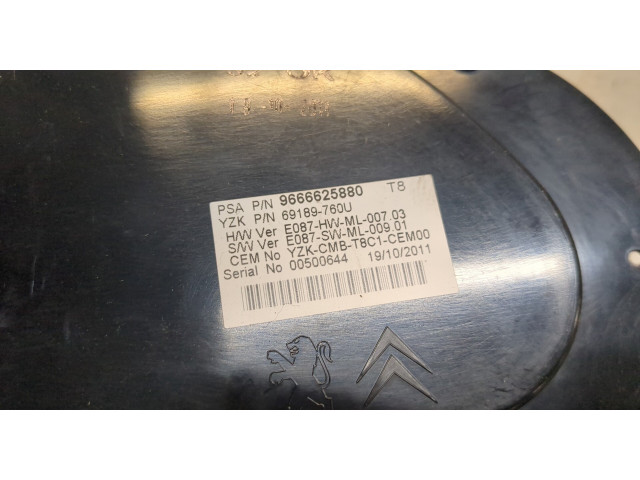 PSA P/N 9666625880 T8
YZK P/N 69189-760U
H/W Ver E087-HW-ML-007.03
S/W Ver E087-SW-ML-009.01
CEM No YZK-CMB-T8C1-CEM00
Serial No 00500644 19/10/2011